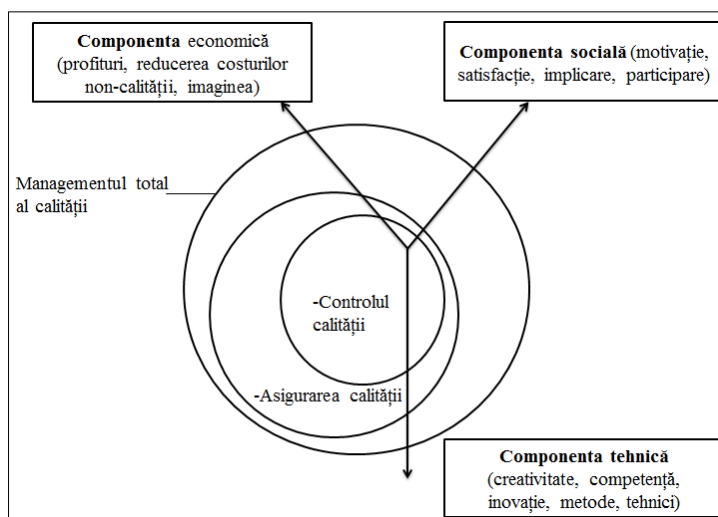 Componenta economică
(profituri, reducerea costurilor
non-calității, imaginea)
Componenta socială (motivație,
satisfacție, implicare, participare)
Managementul total
al calității
-Controlul
calității
-Asigurarea calității
Componenta tehnică
(creativitate, competență,
inovație, metode, tehnici)